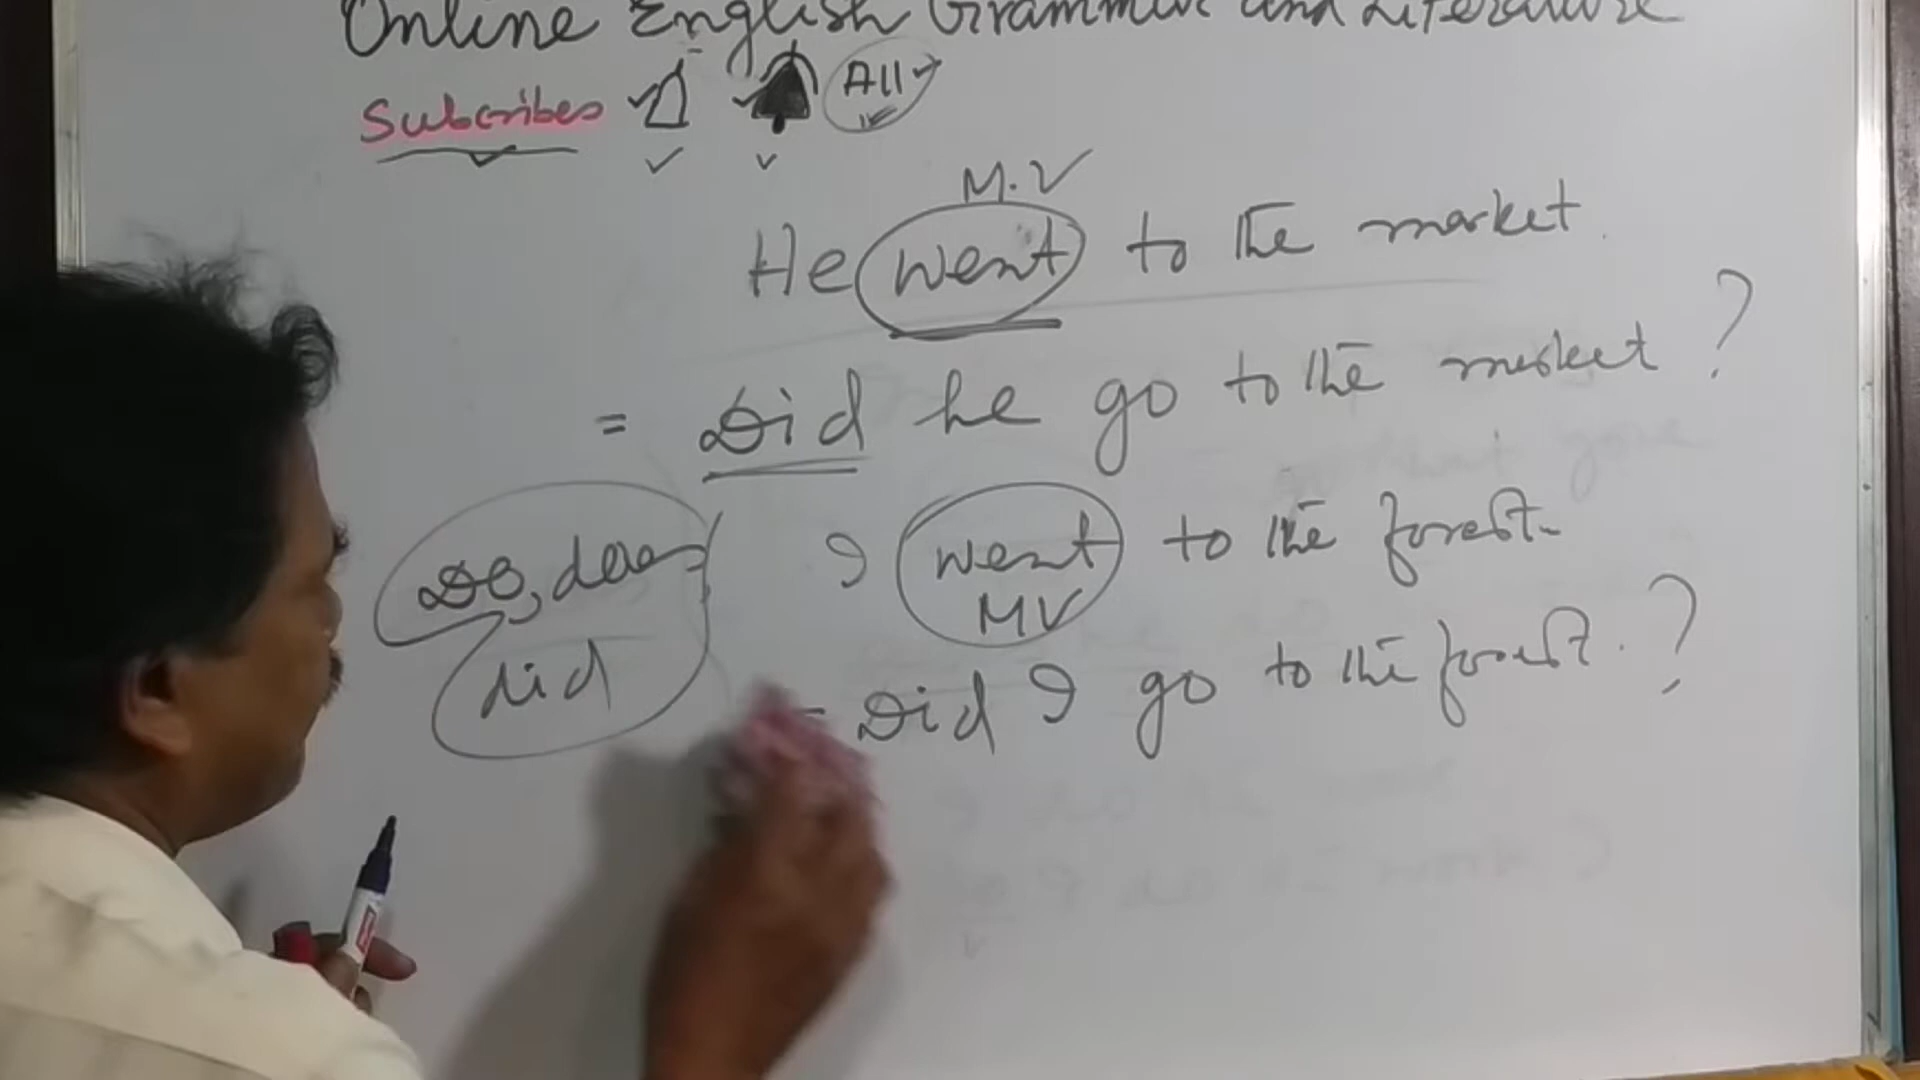 Online English Grammar and Literature
Subcribes All
M.V
He went to the market.
= Did he go to the market ?
Do, does
did
I went to the forest.
MV
= Did I go to the forest. ?